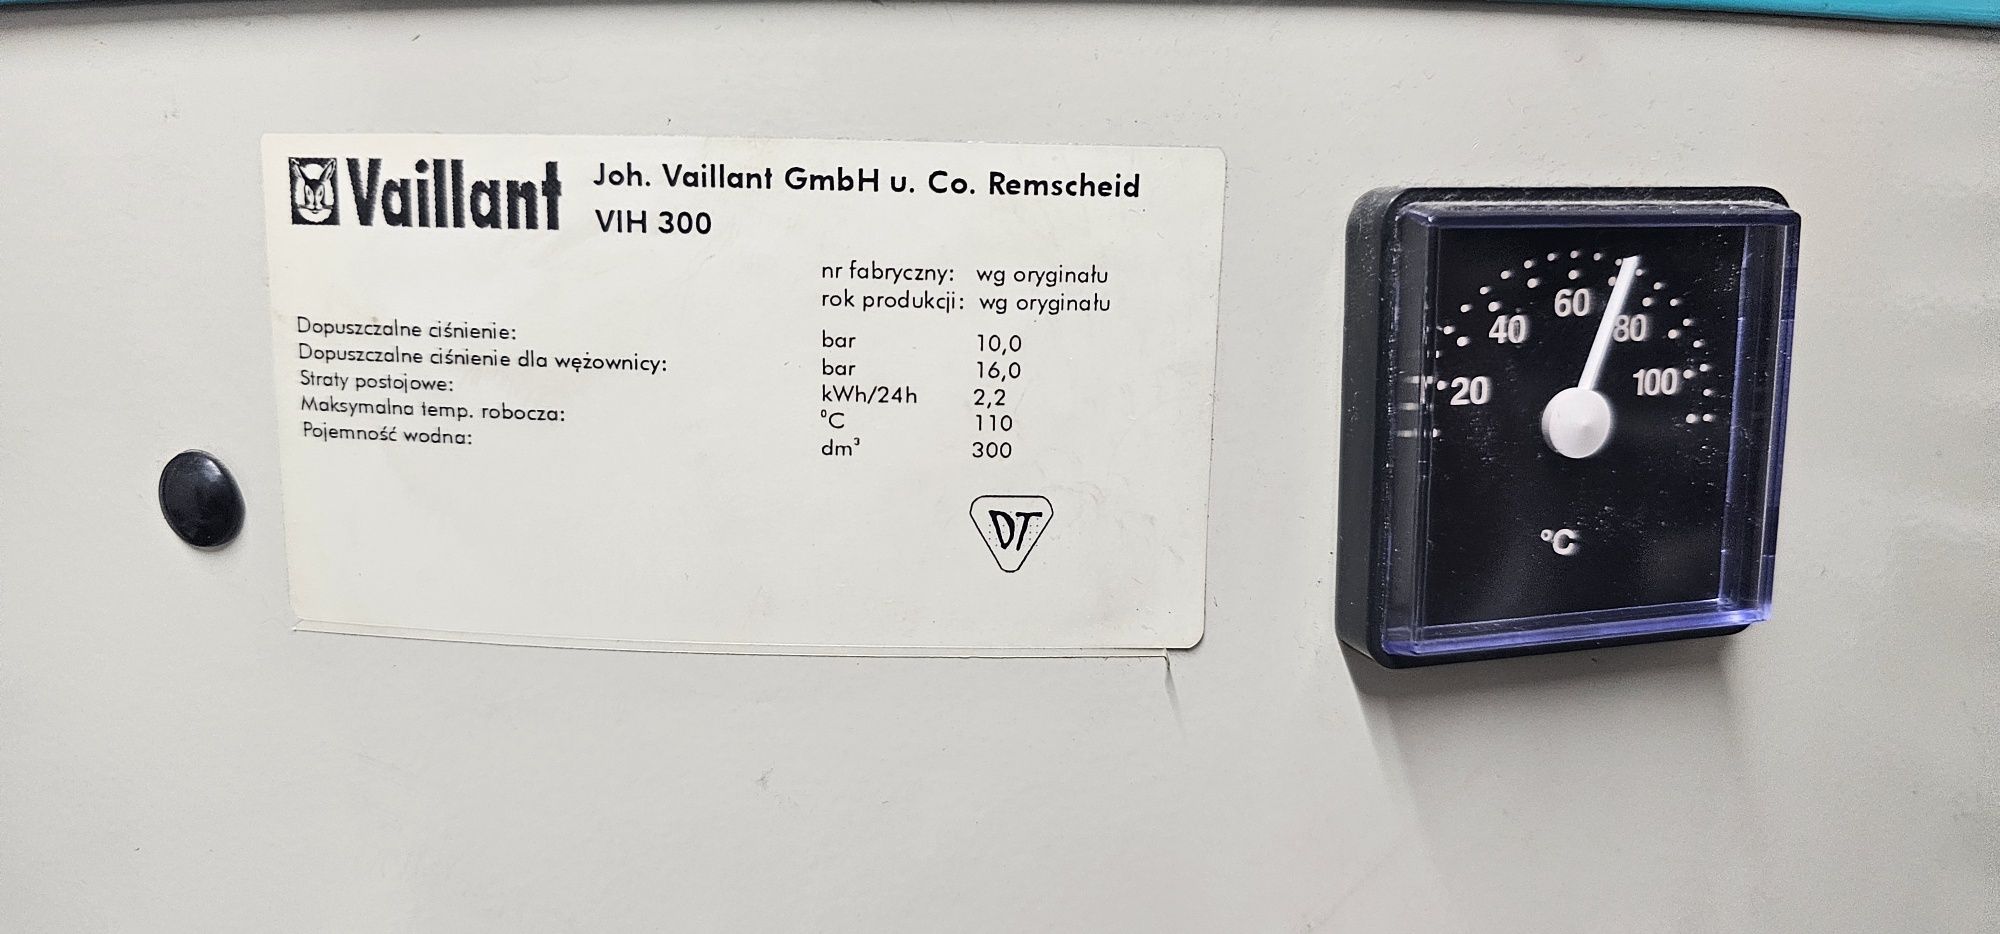 Vaillant
Joh. Vaillant GmbH u. Co. Remscheid
VIH 300
nr fabryczny: wg oryginału
rok produkcji: wg oryginału
Dopuszczalne ciśnienie: bar 10,0
Dopuszczalne ciśnienie dla wężownicy: bar 16,0
Straty postojowe: kWh/24h 2,2
Maksymalna temp. robocza: °C 110
Pojemność wodna: dm³ 300
DT
20 40 60 80 100
°C